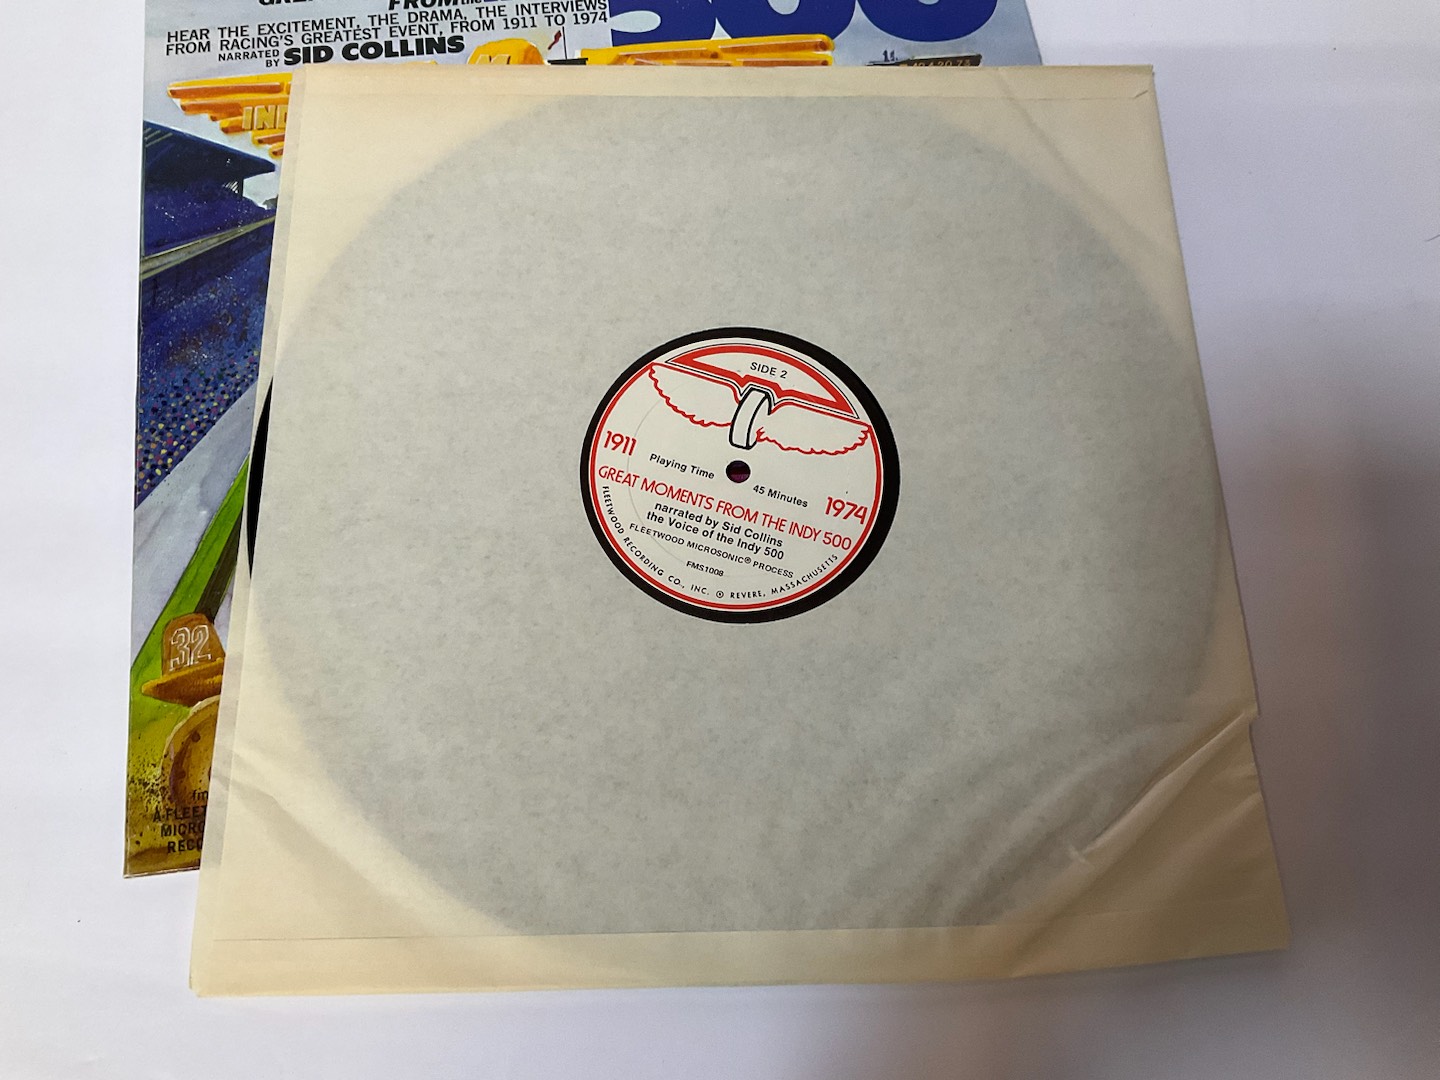 HEAR THE EXCITEMENT, THE DRAMA, THE INTERVIEWS
FROM RACING'S GREATEST EVENT, FROM 1911 TO 1974
NARRATED BY SID COLLINS
500
32
SIDE 2
1911
Playing Time
45 Minutes
1974
GREAT MOMENTS FROM THE INDY 500
narrated by Sid Collins
the Voice of the Indy 500
FLEETWOOD MICROSONIC® PROCESS
FMS1008
FLEETWOOD RECORDING CO., INC. ℗ REVERE, MASSACHUSETTS